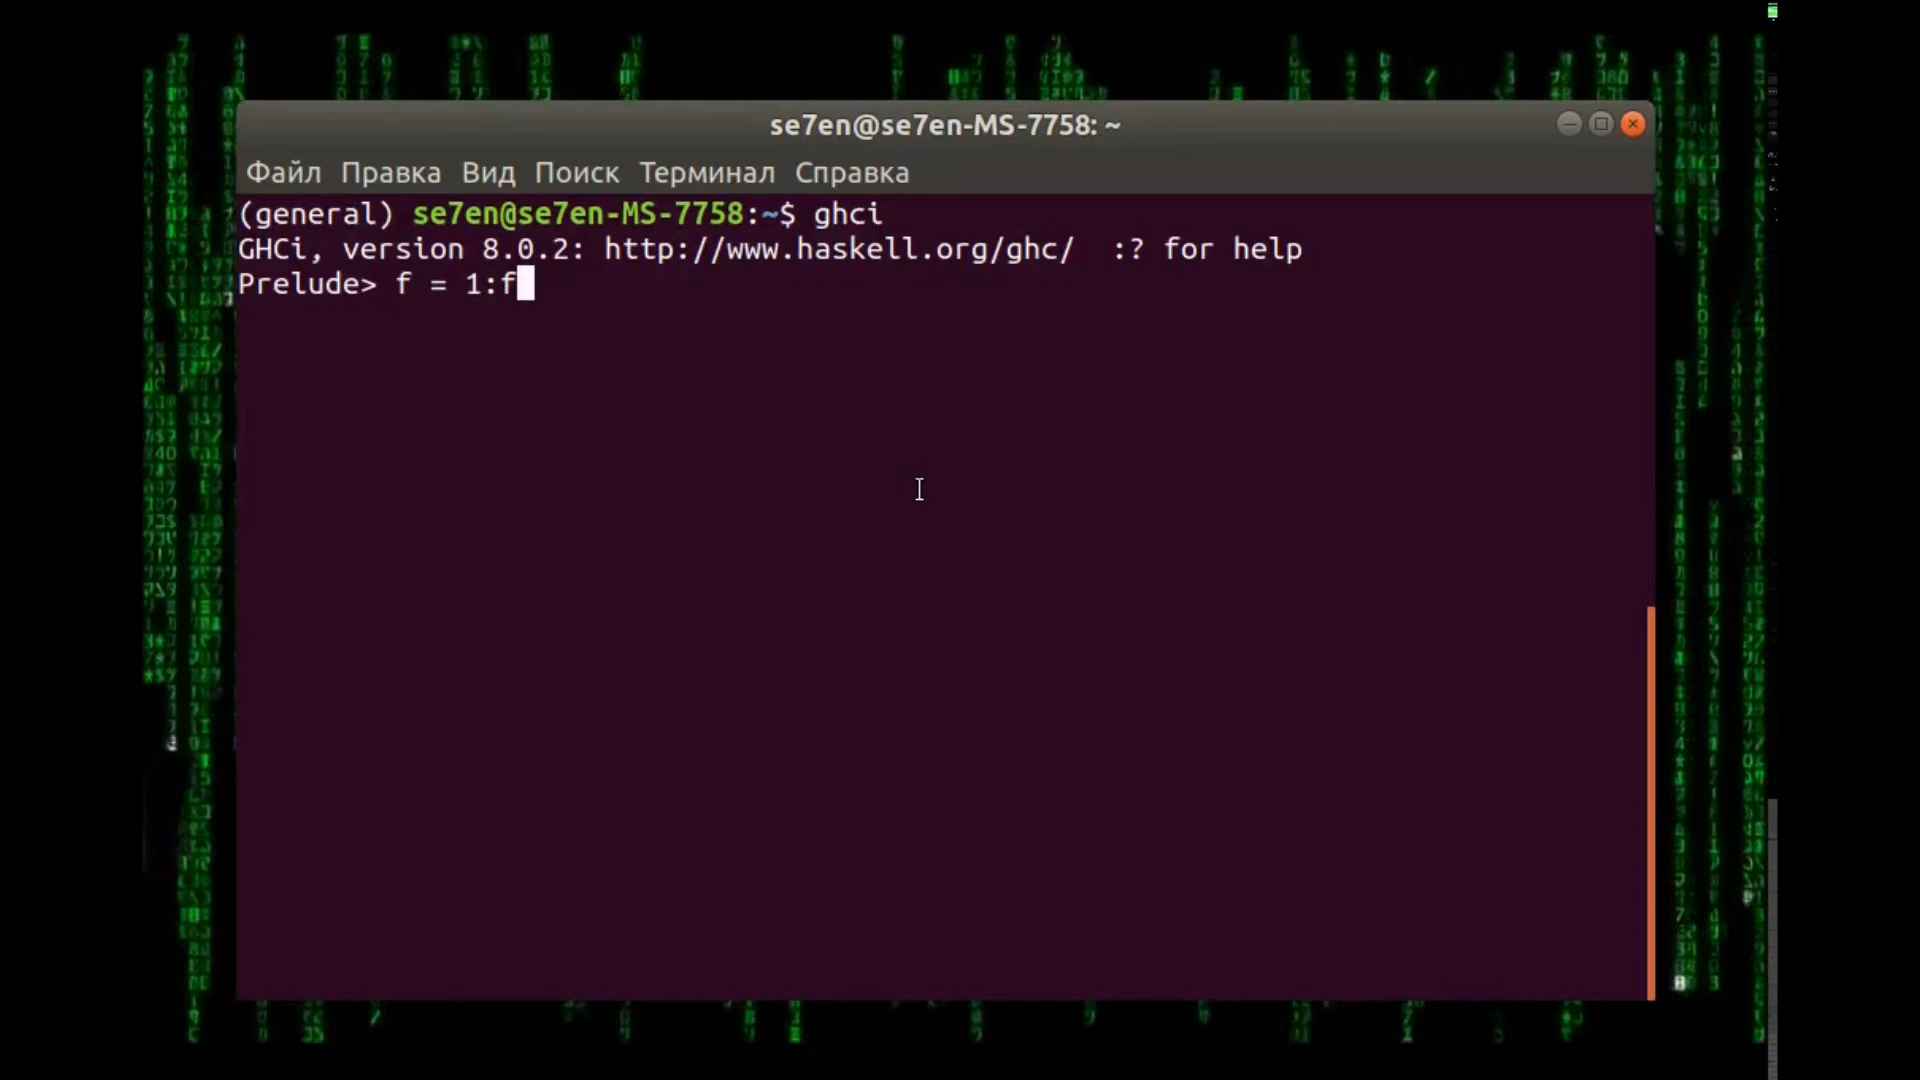 se7en@se7en-MS-7758: ~
Файл Правка Вид Поиск Терминал Справка
(general) se7en@se7en-MS-7758:~$ ghci
GHCi, version 8.0.2: http://www.haskell.org/ghc/  :? for help
Prelude> f = 1:f